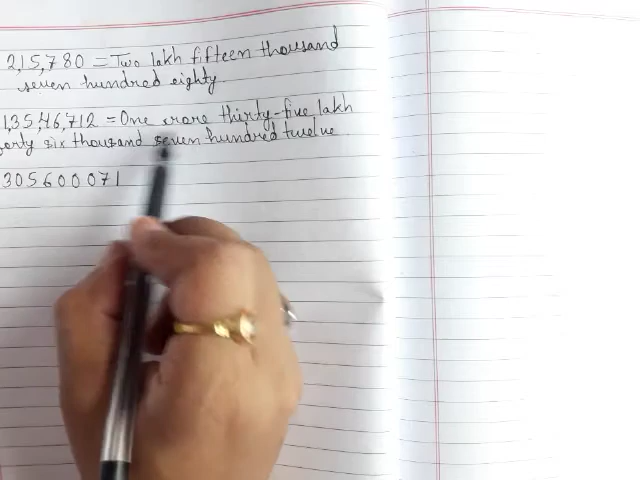 2,15,780 = Two lakh fifteen thousand
seven hundred eighty
1,35,46,712 = One crore thirty-five lakh
forty six thousand seven hundred twelve
305600071